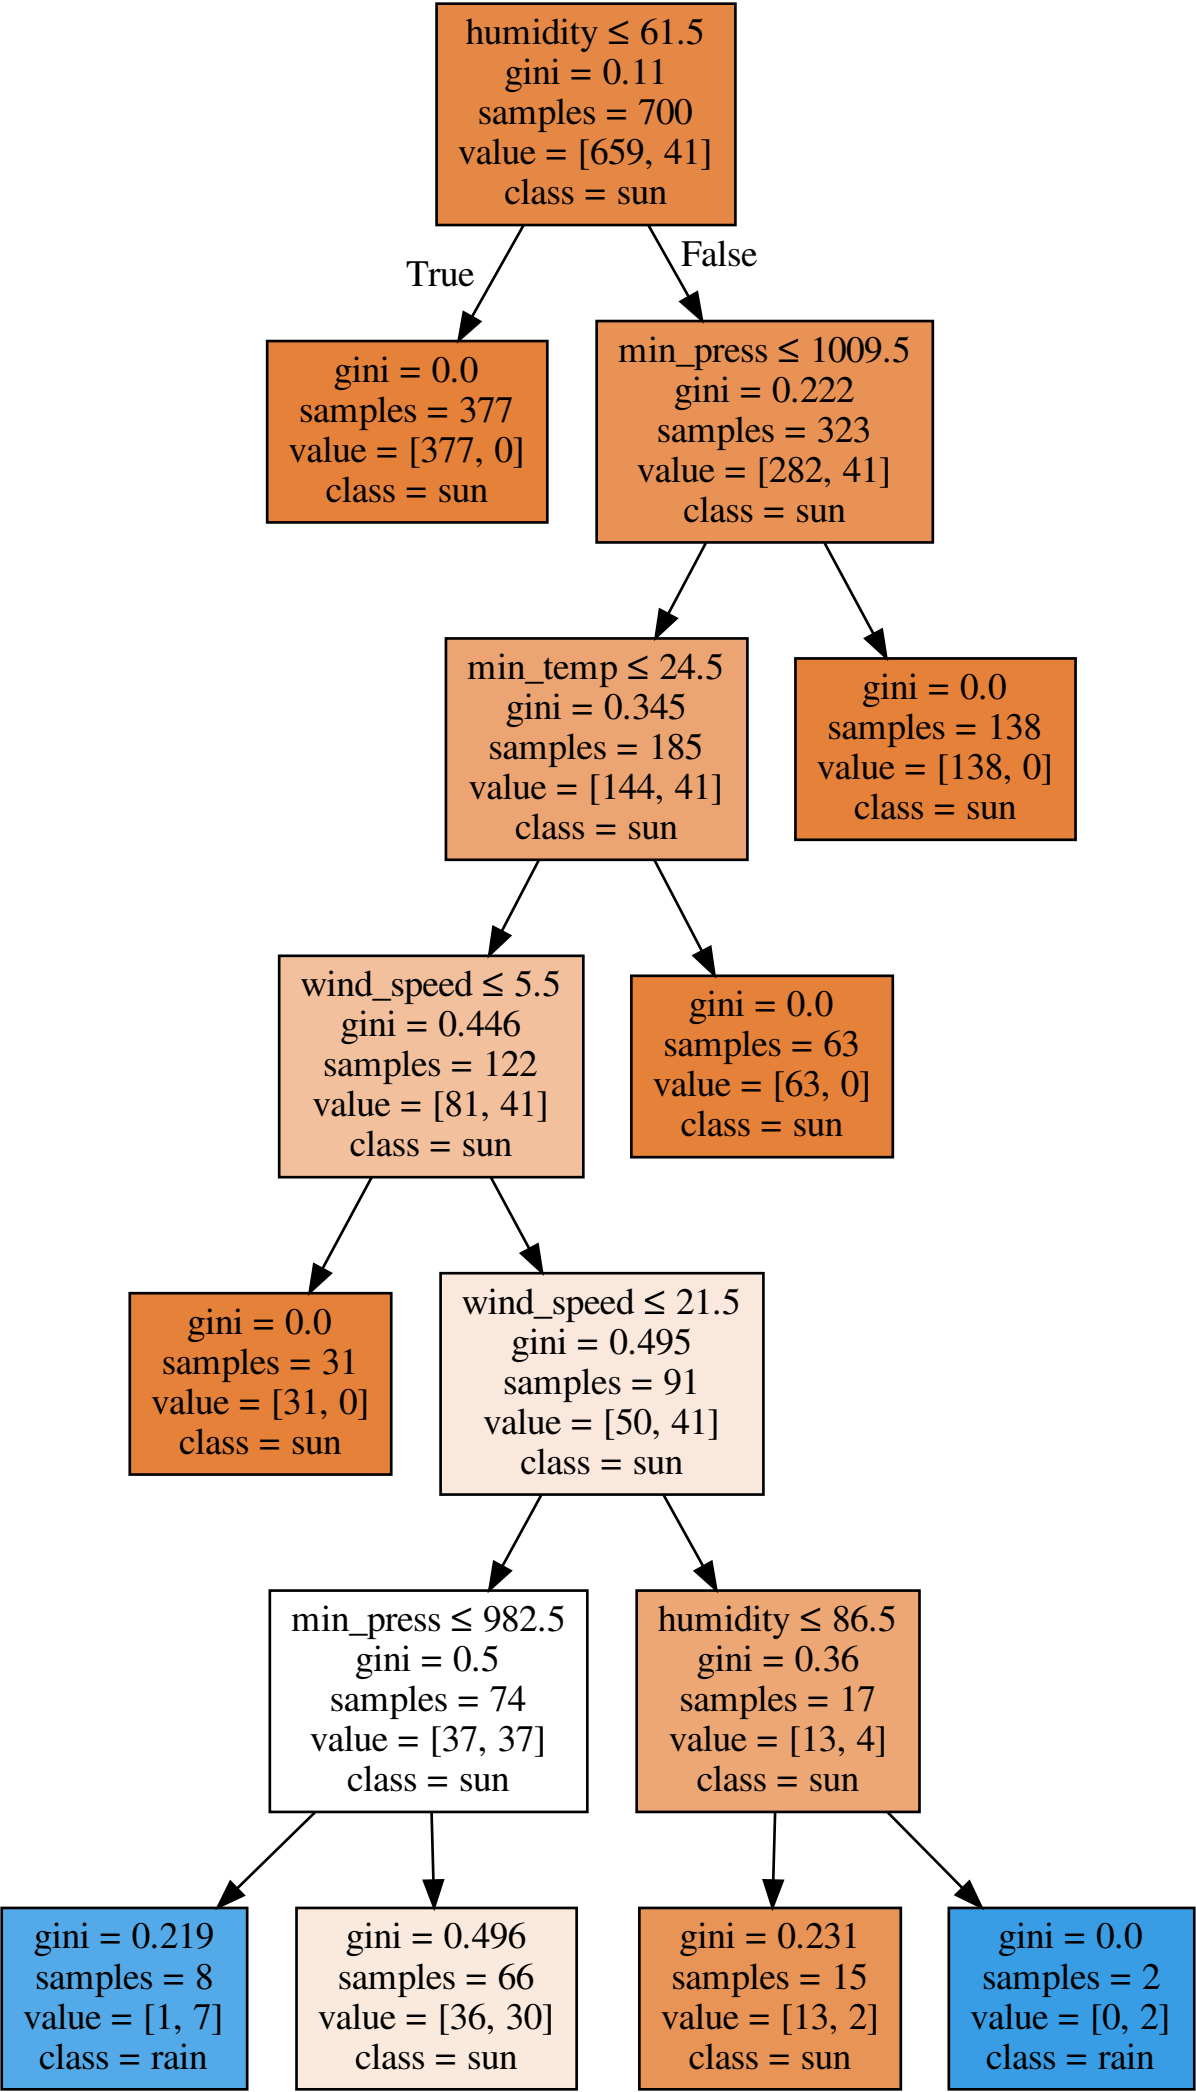 humidity ≤ 61.5
gini = 0.11
samples = 700
value = [659, 41]
class = sun
True
False
gini = 0.0
samples = 377
value = [377, 0]
class = sun
min_press ≤ 1009.5
gini = 0.222
samples = 323
value = [282, 41]
class = sun
min_temp ≤ 24.5
gini = 0.345
samples = 185
value = [144, 41]
class = sun
gini = 0.0
samples = 138
value = [138, 0]
class = sun
wind_speed ≤ 5.5
gini = 0.446
samples = 122
value = [81, 41]
class = sun
gini = 0.0
samples = 63
value = [63, 0]
class = sun
gini = 0.0
samples = 31
value = [31, 0]
class = sun
wind_speed ≤ 21.5
gini = 0.495
samples = 91
value = [50, 41]
class = sun
min_press ≤ 982.5
gini = 0.5
samples = 74
value = [37, 37]
class = sun
humidity ≤ 86.5
gini = 0.36
samples = 17
value = [13, 4]
class = sun
gini = 0.219
samples = 8
value = [1, 7]
class = rain
gini = 0.496
samples = 66
value = [36, 30]
class = sun
gini = 0.231
samples = 15
value = [13, 2]
class = sun
gini = 0.0
samples = 2
value = [0, 2]
class = rain